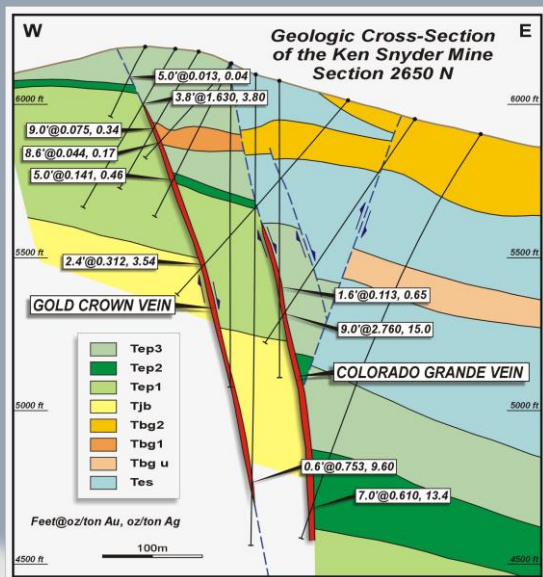 W
Geologic Cross-Section
of the Ken Snyder Mine
Section 2650 N
E
5.0'@0.013, 0.04
3.8'@1.630, 3.80
6000 ft
6000 ft
9.0'@0.075, 0.34
8.6'@0.044, 0.17
5.0'@0.141, 0.46
5500 ft
5500 ft
2.4'@0.312, 3.54
1.6'@0.113, 0.65
GOLD CROWN VEIN
9.0'@2.760, 15.0
COLORADO GRANDE VEIN
Tep3
Tep2
Tep1
Tjb
Tbg2
Tbg1
Tbg u
Tes
5000 ft
5000 ft
0.6'@0.753, 9.60
7.0'@0.610, 13.4
Feet@oz/ton Au, oz/ton Ag
100m
4500 ft
4500 ft